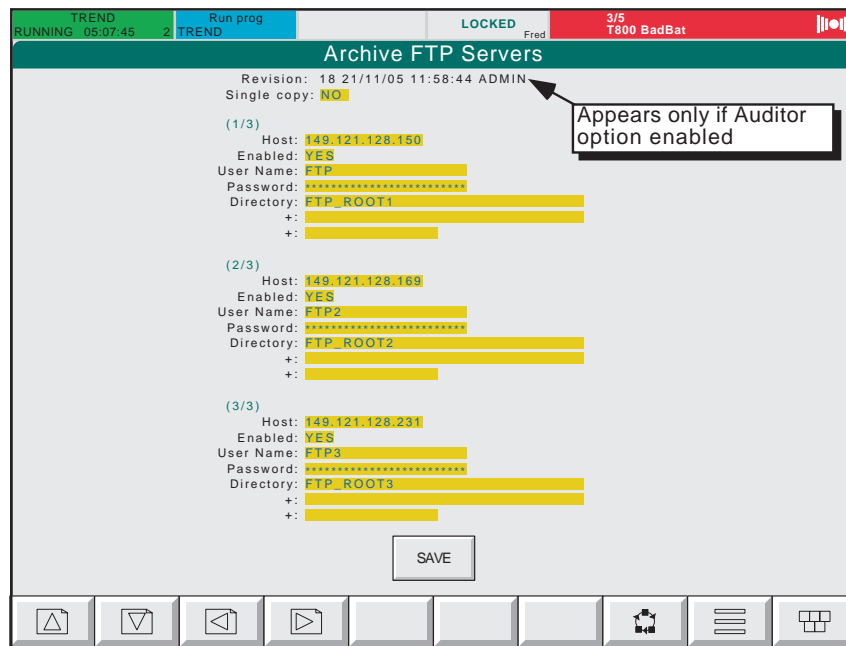 TREND
RUNNING 05:07:45 2
Run prog
TREND
LOCKED
Fred
3/5
T800 BadBat
Archive FTP Servers
Revision: 18 21/11/05 11:58:44 ADMIN
Single copy: NO
Appears only if Auditor
option enabled
(1/3)
Host: 149.121.128.150
Enabled: YES
User Name: FTP
Password: *************************
Directory: FTP_ROOT1
+:
+:
(2/3)
Host: 149.121.128.169
Enabled: YES
User Name: FTP2
Password: *************************
Directory: FTP_ROOT2
+:
+:
(3/3)
Host: 149.121.128.231
Enabled: YES
User Name: FTP3
Password: *************************
Directory: FTP_ROOT3
+:
+:
SAVE